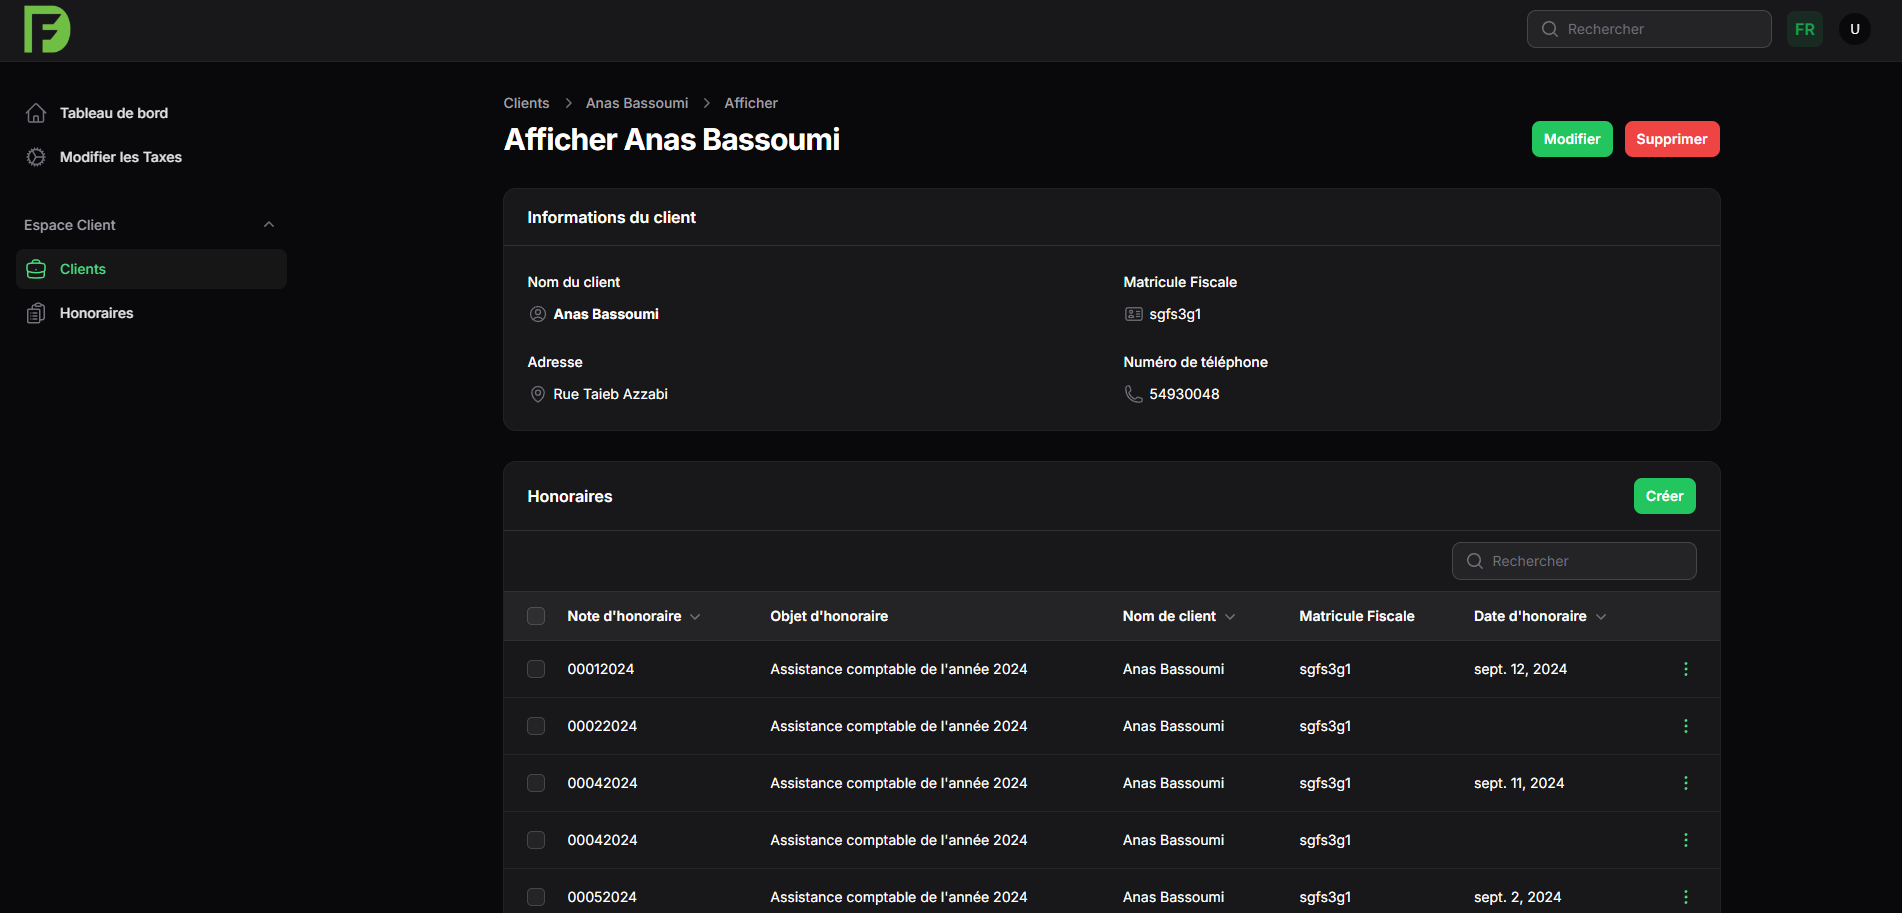 Rechercher
FR
U
Tableau de bord
Modifier les Taxes
Espace Client
Clients
Honoraires
Clients > Anas Bassoumi > Afficher
Afficher Anas Bassoumi
Modifier
Supprimer
Informations du client
Nom du client
Anas Bassoumi
Matricule Fiscale
sgfs3g1
Adresse
Rue Taieb Azzabi
Numéro de téléphone
54930048
Honoraires
Créer
Rechercher
Note d'honoraire Objet d'honoraire Nom de client Matricule Fiscale Date d'honoraire
00012024 Assistance comptable de l'année 2024 Anas Bassoumi sgfs3g1 sept. 12, 2024
00022024 Assistance comptable de l'année 2024 Anas Bassoumi sgfs3g1
00042024 Assistance comptable de l'année 2024 Anas Bassoumi sgfs3g1 sept. 11, 2024
00042024 Assistance comptable de l'année 2024 Anas Bassoumi sgfs3g1
00052024 Assistance comptable de l'année 2024 Anas Bassoumi sgfs3g1 sept. 2, 2024